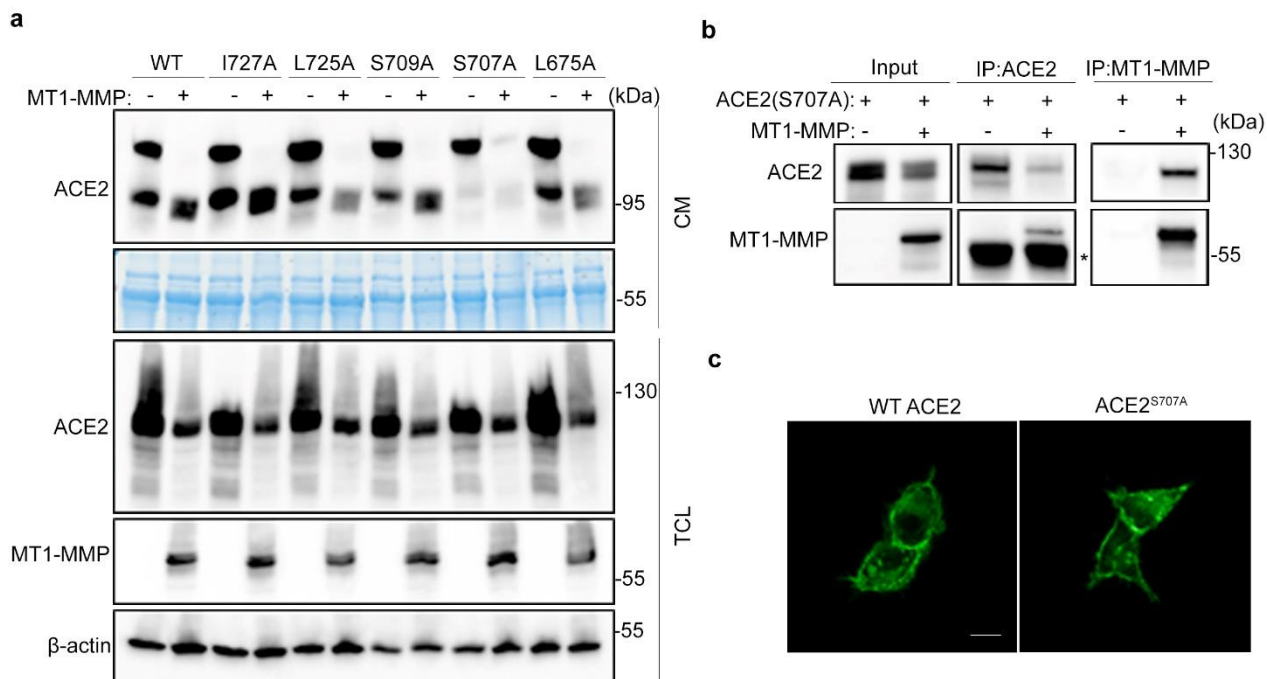 a
WT I727A L725A S709A S707A L675A
MT1-MMP: - + - + - + - + - + - + (kDa)
ACE2
-95
-55
CM
ACE2
-130
MT1-MMP
-55
TCL
β-actin
-55
b
Input IP:ACE2 IP:MT1-MMP
ACE2(S707A): + + + + + +
MT1-MMP: - + - + - + (kDa)
ACE2
-130
MT1-MMP
*
-55
c
WT ACE2 ACE2S707A